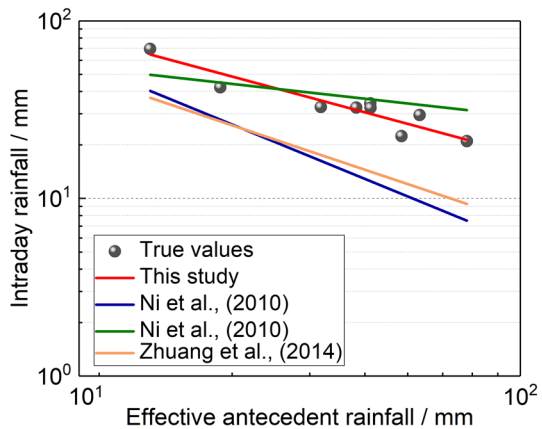 Intraday rainfall / mm
10²
10¹
10⁰
True values
This study
Ni et al., (2010)
Ni et al., (2010)
Zhuang et al., (2014)
10¹
10²
Effective antecedent rainfall / mm